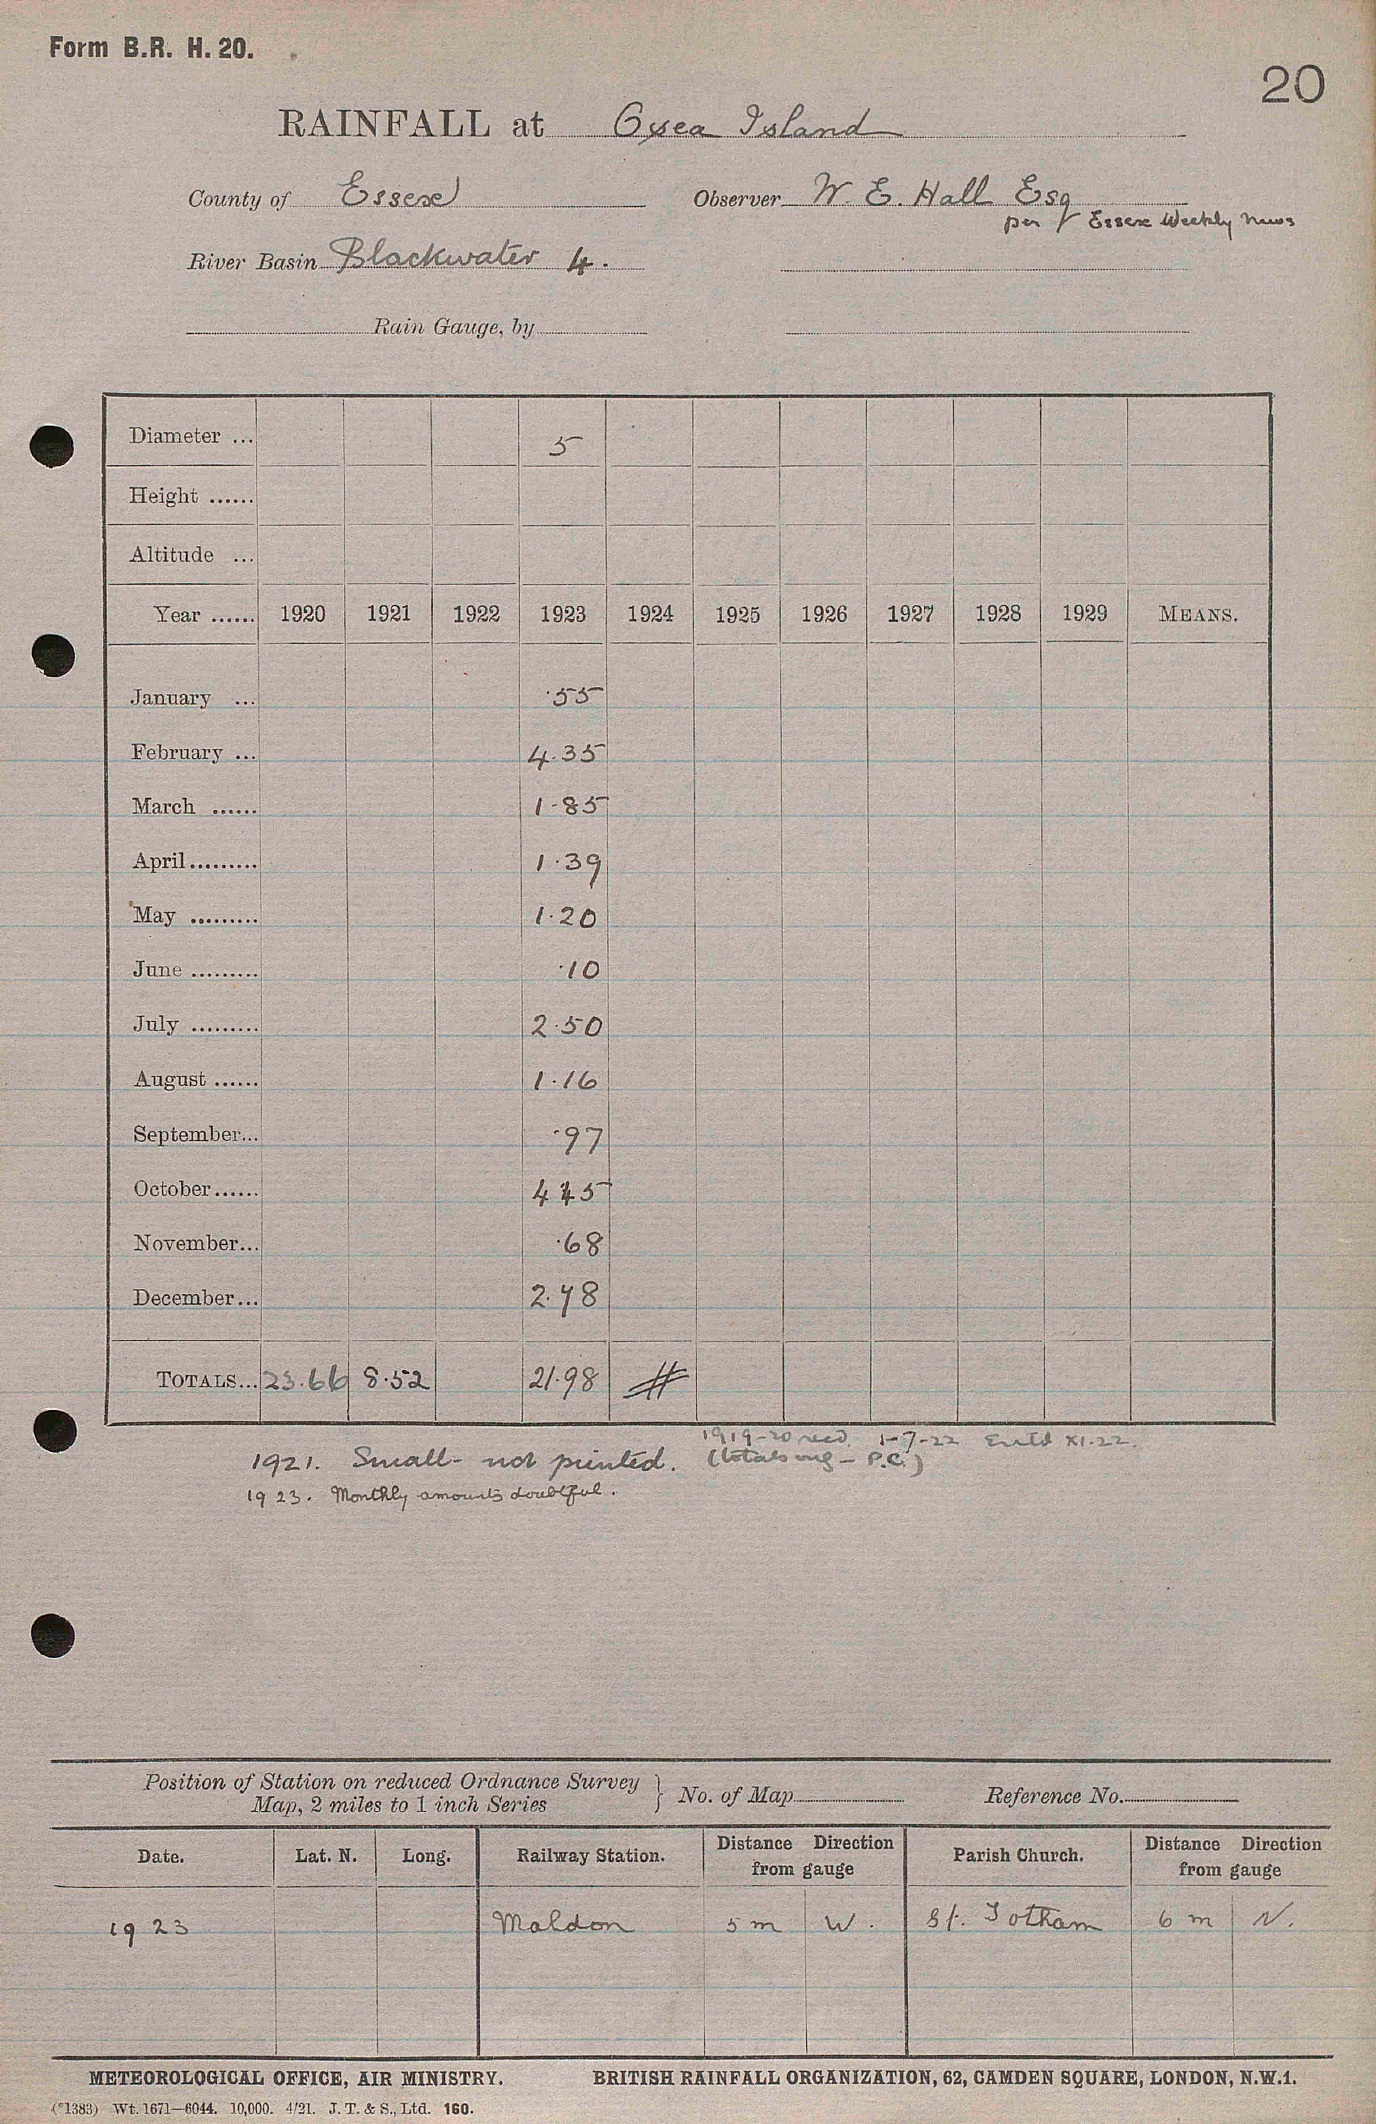 Form B.R. H. 20.
20
RAINFALL at Osea Island
County of Essex Observer W. E. Hall Esq
per Essex Weekly News
River Basin Blackwater 4.
Rain Gauge, by
Diameter ... 5
Height ......
Altitude ...
Year ...... 1920 1921 1922 1923 1924 1925 1926 1927 1928 1929 MEANS.
January ... .55
February ... 4.35
March ...... 1.85
April......... 1.39
May ......... 1.20
June ......... .10
July ......... 2.50
August ...... 1.16
September... .97
October...... 4.45
November... .68
December... 2.78
TOTALS... 23.66 8.52 21.98 #
1919-20 recd. 1-7-22 Entd XI.22.
1921. Small - not printed. (totals only - P.C.)
1923. Monthly amounts doubtful.
Position of Station on reduced Ordnance Survey
Map, 2 miles to 1 inch Series } No. of Map Reference No.
Date. Lat. N. Long. Railway Station. Distance Direction from gauge Parish Church. Distance Direction from gauge
1923 Maldon 5 m W. Gt. Totham 6 m N.
METEOROLOGICAL OFFICE, AIR MINISTRY. BRITISH RAINFALL ORGANIZATION, 62, CAMDEN SQUARE, LONDON, N.W.1.
(*1383) Wt. 1671—6044. 10,000. 4/21. J. T. & S., Ltd. 160.